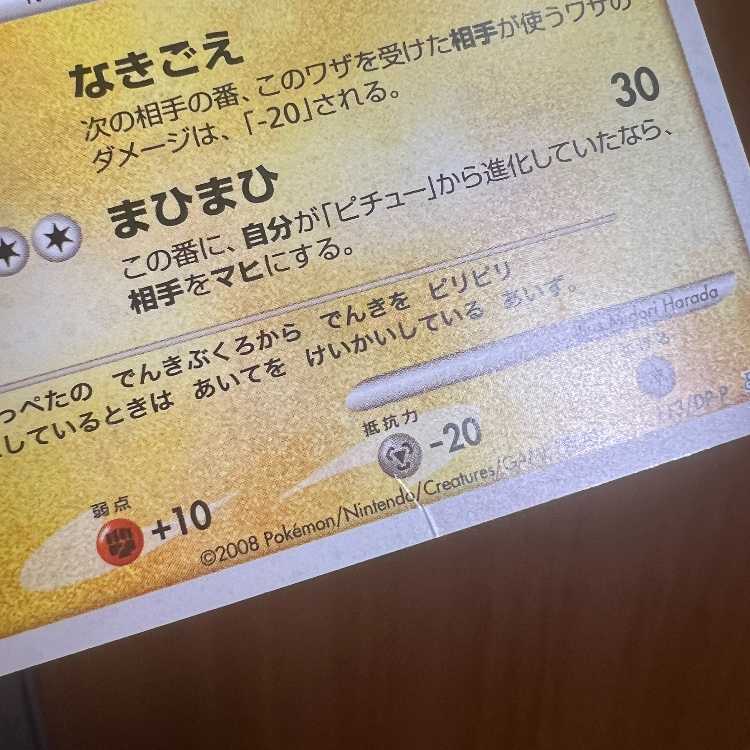 なきごえ
次の相手の番、このワザを受けた相手が使うワザの
ダメージは、「-20」される。
まひまひ 30
この番に、自分が「ピチュー」から進化していたなら、
相手をマヒにする。
っぺたの でんきぶくろから でんきを ピリピリ
しているときは あいてを けいかいしている あいず。
Illus. Midori Harada
抵抗力
-20
弱点
+10
©2008 Pokémon/Nintendo/Creatures/
/DP-P